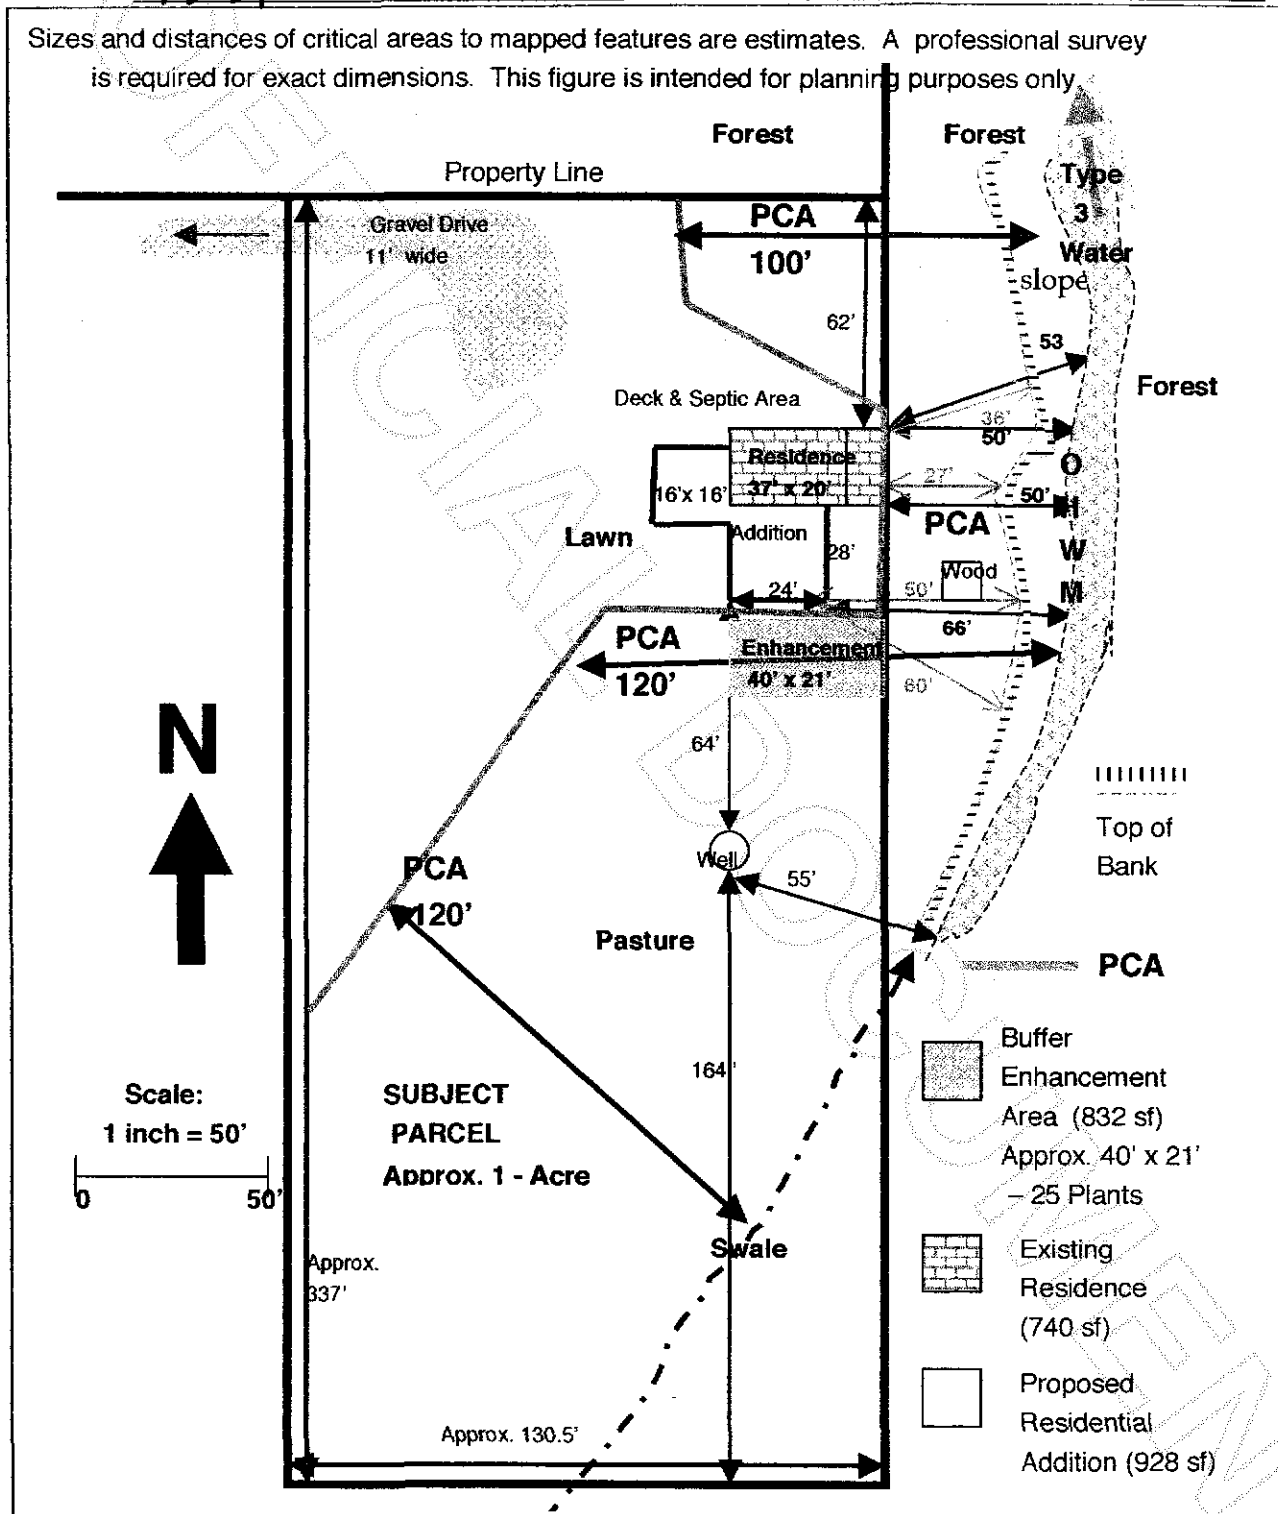 Sizes and distances of critical areas to mapped features are estimates. A professional survey
is required for exact dimensions. This figure is intended for planning purposes only
Forest
Forest
Property Line
Type
3
Water
slope
Gravel Drive
11' wide
PCA
100'
62'
53
Forest
Deck & Septic Area
36'
50'
Residence
37' x 20'
16' x 16'
27'
50'
O
H
W
M
PCA
Addition
Lawn
28'
Wood
24'
50'
66'
PCA
120'
Enhancement
40' x 21'
60'
N
64'
Top of
Bank
Well
55'
PCA
120'
Pasture
PCA
Buffer
Enhancement
Area (832 sf)
Approx. 40' x 21'
– 25 Plants
164'
Scale:
1 inch = 50'
0 50'
SUBJECT
PARCEL
Approx. 1 - Acre
Swale
Existing
Residence
(740 sf)
Approx.
337'
Proposed
Residential
Addition (928 sf)
Approx. 130.5'
OFFICIAL DOCUMEN